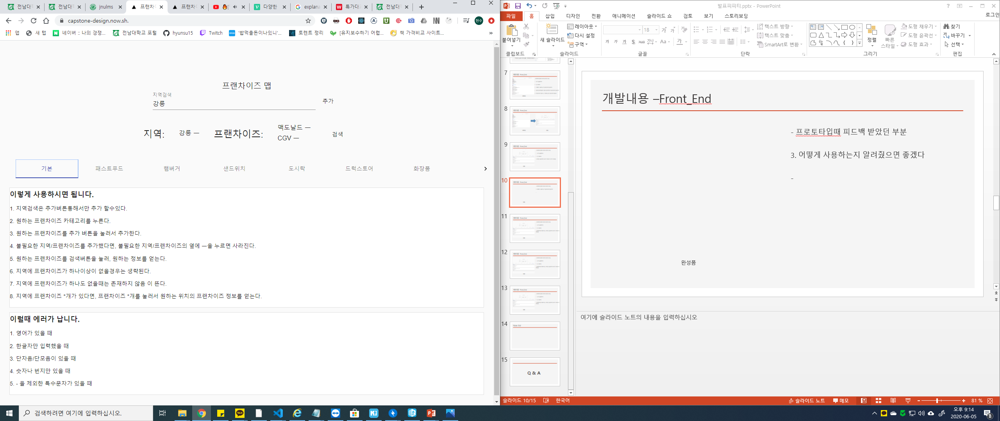 전남대학
전남대학
jnulms
프랜차이
프랜차이
다양한
explana
특가대
전남대학
capstone-design.now.sh.
현수
앱
새 탭
네이버 :: 나의 경쟁...
전남대학교 포털
hyunsu15
Twitch
'밥먹을돈이나있니'...
토렌트 정리
[유지보수하기 어렵...
책 가격비교 사이트...
»
프랜차이즈 맵
지역검색
강릉
추가
지역:
강릉 ㅡ
프랜차이즈:
맥도날드 ㅡ
CGV ㅡ
검색
기본
패스트푸드
햄버거
샌드위치
도시락
드럭스토어
화장품
이렇게 사용하시면 됩니다.
1. 지역검색은 추가버튼통해서만 추가 할수있다.
2. 원하는 프랜차이즈 카테고리를 누른다.
3. 원하는 프랜차이즈를 추가 버튼을 눌러서 추가한다.
4. 불필요한 지역/프랜차이즈를 추가했다면, 불필요한 지역/프랜차이즈의 옆에 ㅡ을 누르면 사라진다.
5. 원하는 프랜차이즈를 검색버튼을 눌러, 원하는 정보를 얻는다.
6. 지역에 프랜차이즈가 하나이상이 없을경우는 생략된다.
7. 지역에 프랜차이즈가 하나도 없을때는 존재하지 않음 이 뜬다.
8. 지역에 프랜차이즈 *개가 있다면, 프랜차이즈 *개를 눌러서 원하는 위치의 프랜차이즈 정보를 얻는다.
이럴때 에러가 납니다.
1. 영어가 있을 때
2. 한글자만 입력했을 때
3. 단자음/단모음이 있을 때
4. 숫자나 번지만 있을 때
5. - 을 제외한 특수문자가 있을 때
발표피피티.pptx - PowerPoint
로그인
파일
홈
삽입
디자인
전환
애니메이션
슬라이드 쇼
검토
보기
스토리보딩
붙여넣기
클립보드
새 슬라이드
레이아웃
다시 설정
구역
슬라이드
18
글꼴
텍스트 방향
텍스트 맞춤
SmartArt로 변환
단락
정렬
빠른 스타일
도형 채우기
도형 윤곽선
도형 효과
그리기
찾기
바꾸기
선택
편집
7
8
9
10
11
12
13
14
15
Q & A
개발내용 –Front_End
- 프로토타입때 피드백 받았던 부분
3. 어떻게 사용하는지 알려줬으면 좋겠다
-
완성품
여기에 슬라이드 노트의 내용을 입력하십시오
슬라이드 10/15
한국어
슬라이드 노트
메모
81 %
검색하려면 여기에 입력하십시오.
오후 9:14
2020-06-05
8